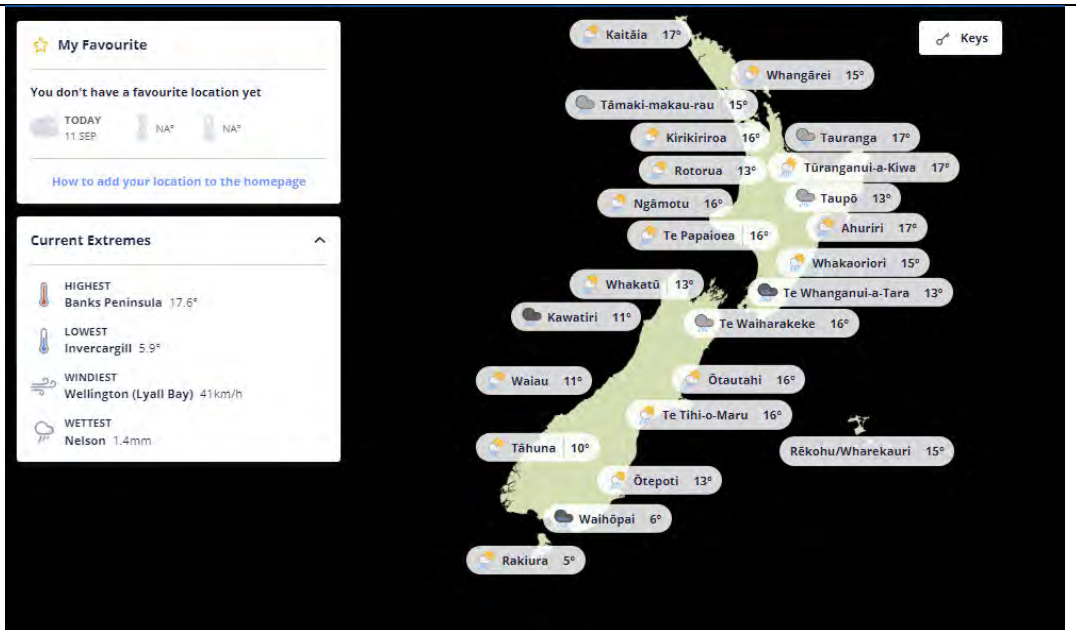 My Favourite
You don't have a favourite location yet
TODAY
11 SEP
NA°
NA°
How to add your location to the homepage
Current Extremes
HIGHEST
Banks Peninsula 17.6°
LOWEST
Invercargill 5.9°
WINDIEST
Wellington (Lyall Bay) 41km/h
WETTEST
Nelson 1.4mm
Keys
Kaitāia 17°
Whangārei 15°
Tāmaki-makau-rau 15°
Kirikiriroa 16°
Tauranga 17°
Rotorua 13°
Tūranganui-a-Kiwa 17°
Ngāmotu 16°
Taupō 13°
Te Papaioea 16°
Ahuriri 17°
Whakaoriori 15°
Whakatū 13°
Te Whanganui-a-Tara 13°
Kawatiri 11°
Te Waiharakeke 16°
Waiau 11°
Ōtautahi 16°
Te Tihi-o-Maru 16°
Tāhuna 10°
Rēkohu/Wharekauri 15°
Ōtepoti 13°
Waihōpai 6°
Rakiura 5°